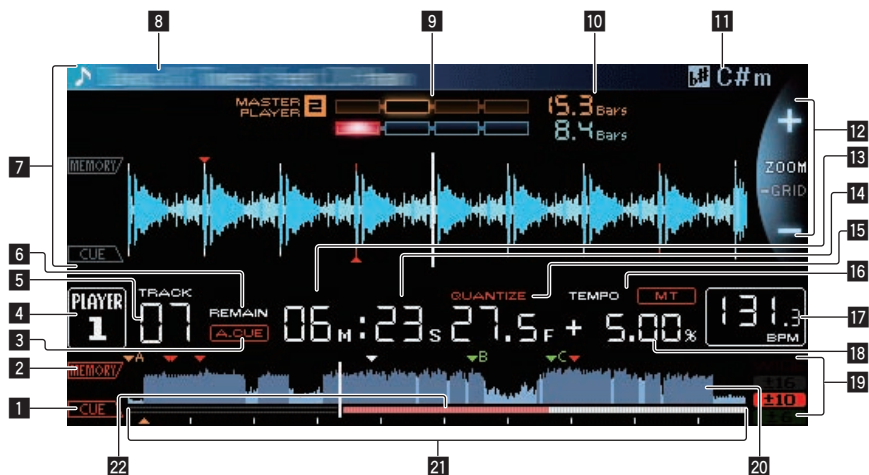 8 9 10 11
C#m
MASTER PLAYER 2 15.3 Bars
8.4 Bars
+
12
MEMORY
13
7
ZOOM
-GRID
14
−
15
CUE
6
16
5
TRACK QUANTIZE TEMPO MT
PLAYER 1 07 REMAIN A.CUE 06 M : 23 S 27.5 F + 5.00 % 131.3 BPM
4
17
3
18
A B C
2 MEMORY
19
±16
±10
±6
1 CUE
22 21 20